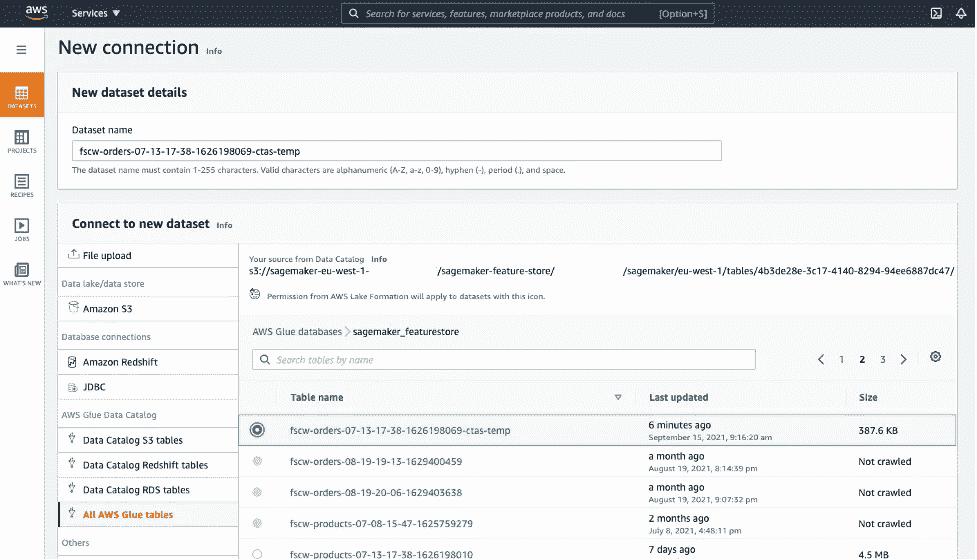 aws
Services ▼
Search for services, features, marketplace products, and docs [Option+S]
New connection Info
DATASETS
PROJECTS
RECIPES
JOBS
WHAT'S NEW
New dataset details
Dataset name
fscw-orders-07-13-17-38-1626198069-ctas-temp
The dataset name must contain 1-255 characters. Valid characters are alphanumeric (A-Z, a-z, 0-9), hyphen (-), period (.), and space.
Connect to new dataset Info
File upload
Data lake/data store
Amazon S3
Database connections
Amazon Redshift
JDBC
AWS Glue Data Catalog
Data Catalog S3 tables
Data Catalog Redshift tables
Data Catalog RDS tables
All AWS Glue tables
Others
Your source from Data Catalog Info
s3://sagemaker-eu-west-1- /sagemaker-feature-store/ /sagemaker/eu-west-1/tables/4b3de28e-3c17-4140-8294-94ee6887dc47/
Permission from AWS Lake Formation will apply to datasets with this icon.
AWS Glue databases > sagemaker_featurestore
Search tables by name
< 1 2 3 >
Table name Last updated Size
fscw-orders-07-13-17-38-1626198069-ctas-temp 6 minutes ago 387.6 KB
September 15, 2021, 9:16:20 am
fscw-orders-08-19-19-13-1629400459 a month ago Not crawled
August 19, 2021, 8:14:39 pm
fscw-orders-08-19-20-06-1629403638 a month ago Not crawled
August 19, 2021, 9:07:32 pm
fscw-products-07-08-15-47-1625759279 2 months ago Not crawled
July 8, 2021, 4:48:11 pm
fscw-products-07-13-17-38-1626198010 7 days ago 4.5 MB